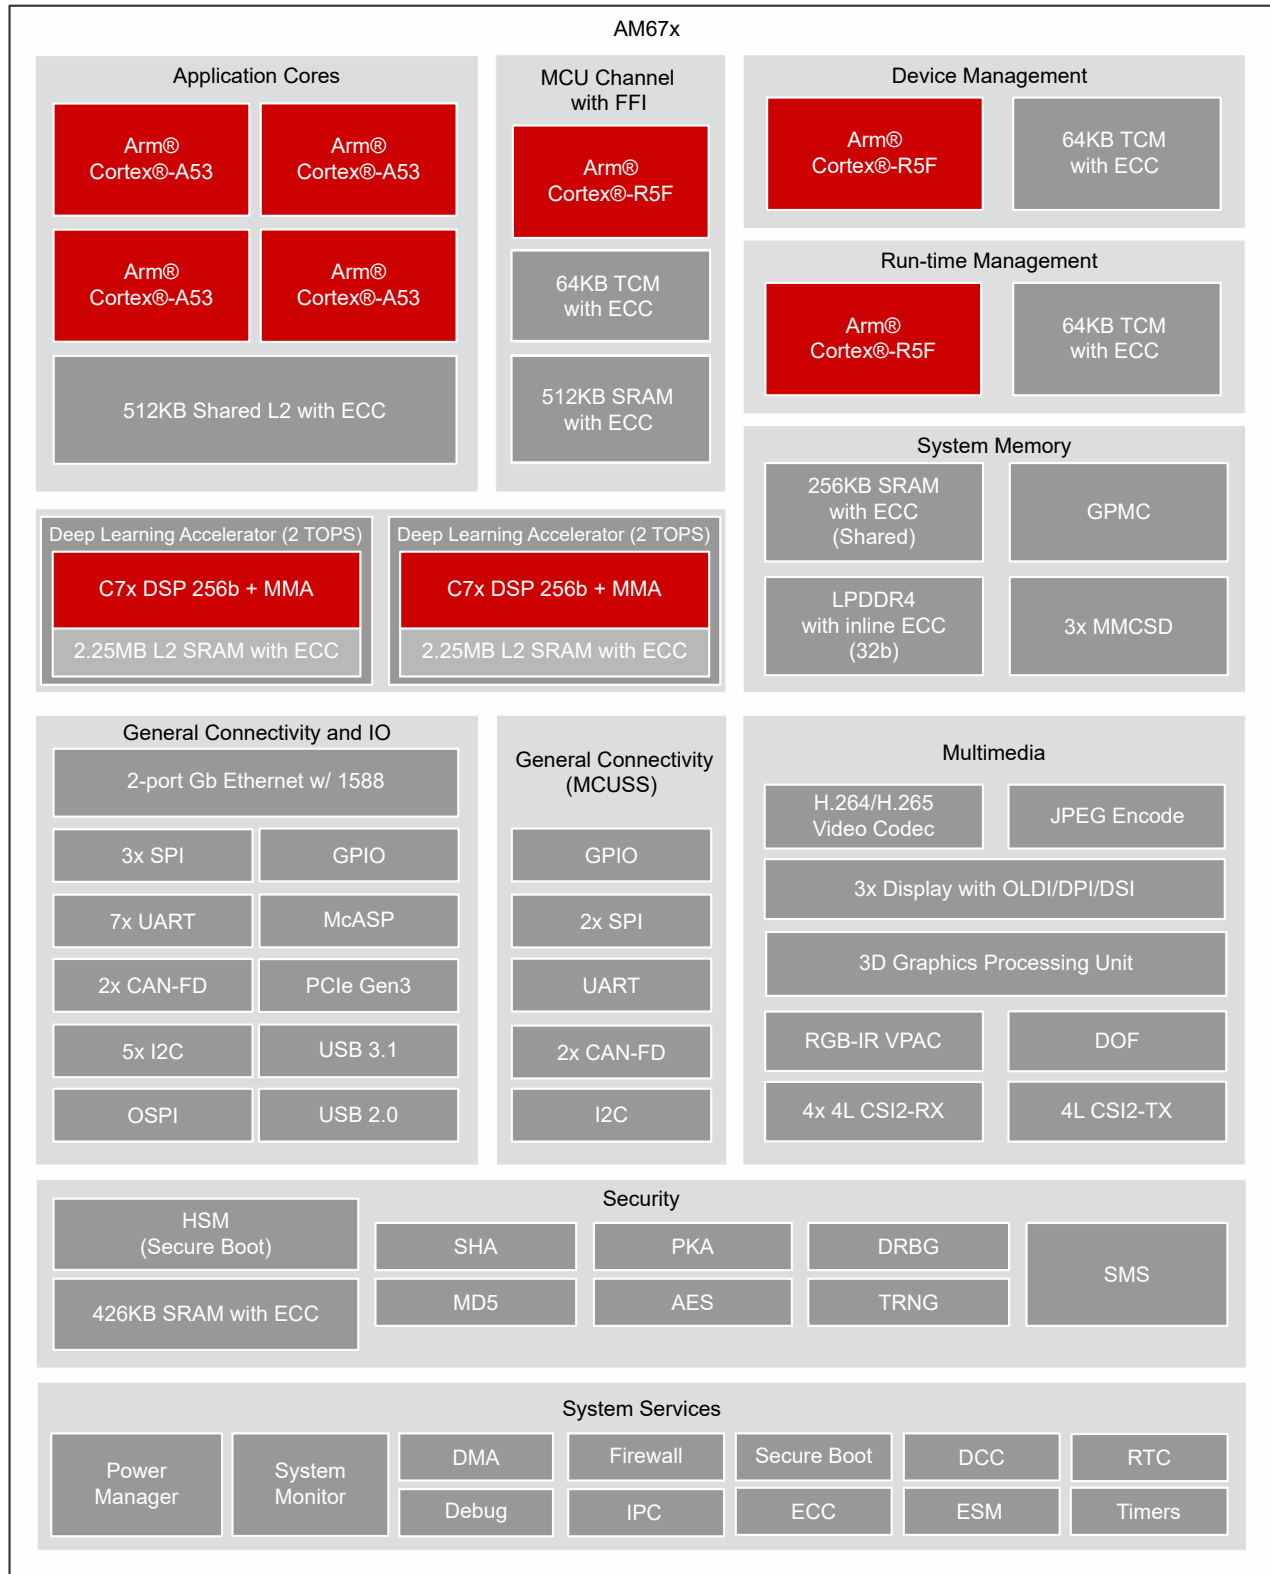 AM67x
Application Cores
Arm®
Cortex®-A53
Arm®
Cortex®-A53
Arm®
Cortex®-A53
Arm®
Cortex®-A53
512KB Shared L2 with ECC
MCU Channel
with FFI
Arm®
Cortex®-R5F
64KB TCM
with ECC
512KB SRAM
with ECC
Device Management
Arm®
Cortex®-R5F
64KB TCM
with ECC
Run-time Management
Arm®
Cortex®-R5F
64KB TCM
with ECC
System Memory
256KB SRAM
with ECC
(Shared)
GPMC
LPDDR4
with inline ECC
(32b)
3x MMCSD
Deep Learning Accelerator (2 TOPS)
C7x DSP 256b + MMA
2.25MB L2 SRAM with ECC
Deep Learning Accelerator (2 TOPS)
C7x DSP 256b + MMA
2.25MB L2 SRAM with ECC
General Connectivity and IO
2-port Gb Ethernet w/ 1588
3x SPI
GPIO
7x UART
McASP
2x CAN-FD
PCIe Gen3
5x I2C
USB 3.1
OSPI
USB 2.0
General Connectivity
(MCUSS)
GPIO
2x SPI
UART
2x CAN-FD
I2C
Multimedia
H.264/H.265
Video Codec
JPEG Encode
3x Display with OLDI/DPI/DSI
3D Graphics Processing Unit
RGB-IR VPAC
DOF
4x 4L CSI2-RX
4L CSI2-TX
Security
HSM
(Secure Boot)
426KB SRAM with ECC
SHA
PKA
DRBG
MD5
AES
TRNG
SMS
System Services
Power
Manager
System
Monitor
DMA
Firewall
Secure Boot
DCC
RTC
Debug
IPC
ECC
ESM
Timers